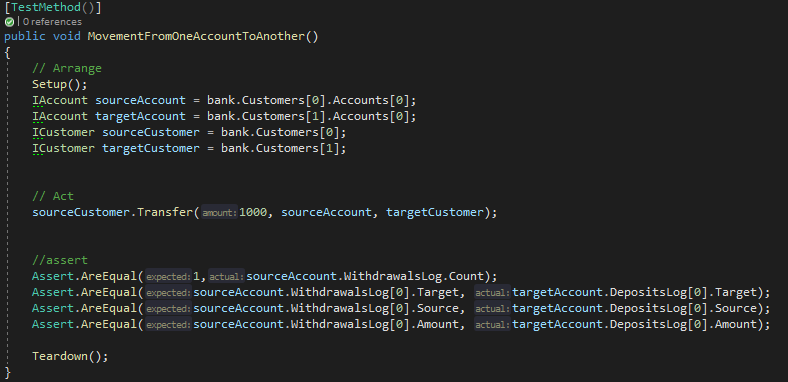 [TestMethod()]
| 0 references
public void MovementFromOneAccountToAnother()
{
// Arrange
Setup();
IAccount sourceAccount = bank.Customers[0].Accounts[0];
IAccount targetAccount = bank.Customers[1].Accounts[0];
ICustomer sourceCustomer = bank.Customers[0];
ICustomer targetCustomer = bank.Customers[1];
// Act
sourceCustomer.Transfer(amount: 1000, sourceAccount, targetCustomer);
//assert
Assert.AreEqual(expected: 1, actual: sourceAccount.WithdrawalsLog.Count);
Assert.AreEqual(expected: sourceAccount.WithdrawalsLog[0].Target, actual: targetAccount.DepositsLog[0].Target);
Assert.AreEqual(expected: sourceAccount.WithdrawalsLog[0].Source, actual: targetAccount.DepositsLog[0].Source);
Assert.AreEqual(expected: sourceAccount.WithdrawalsLog[0].Amount, actual: targetAccount.DepositsLog[0].Amount);
Teardown();
}